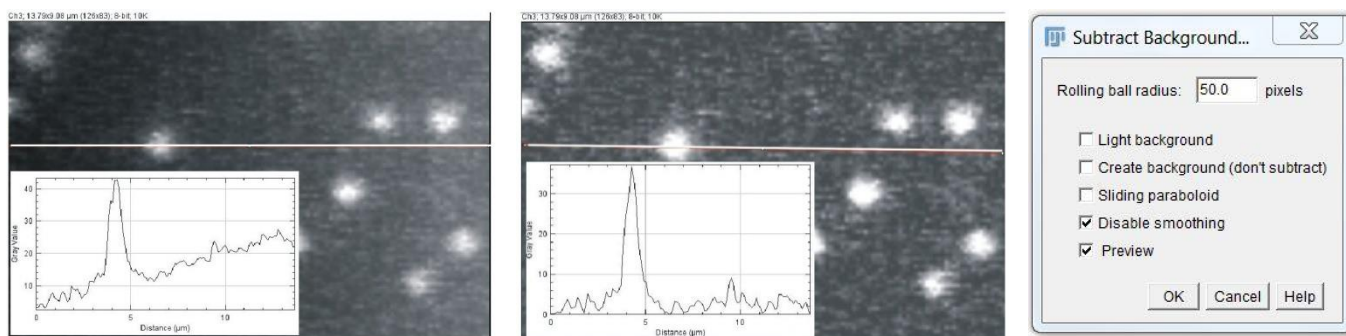 Ch3; 13.79x9.08 µm (126x83); 8-bit; 10K
40
30
20
10
0
0
5
10
Gray Value
Distance (µm)
Ch3; 13.79x9.08 µm (126x83); 8-bit; 10K
30
20
10
0
0
5
10
Gray Value
Distance (µm)
Subtract Background...
Rolling ball radius: 50.0 pixels
Light background
Create background (don't subtract)
Sliding paraboloid
Disable smoothing
Preview
OK Cancel Help